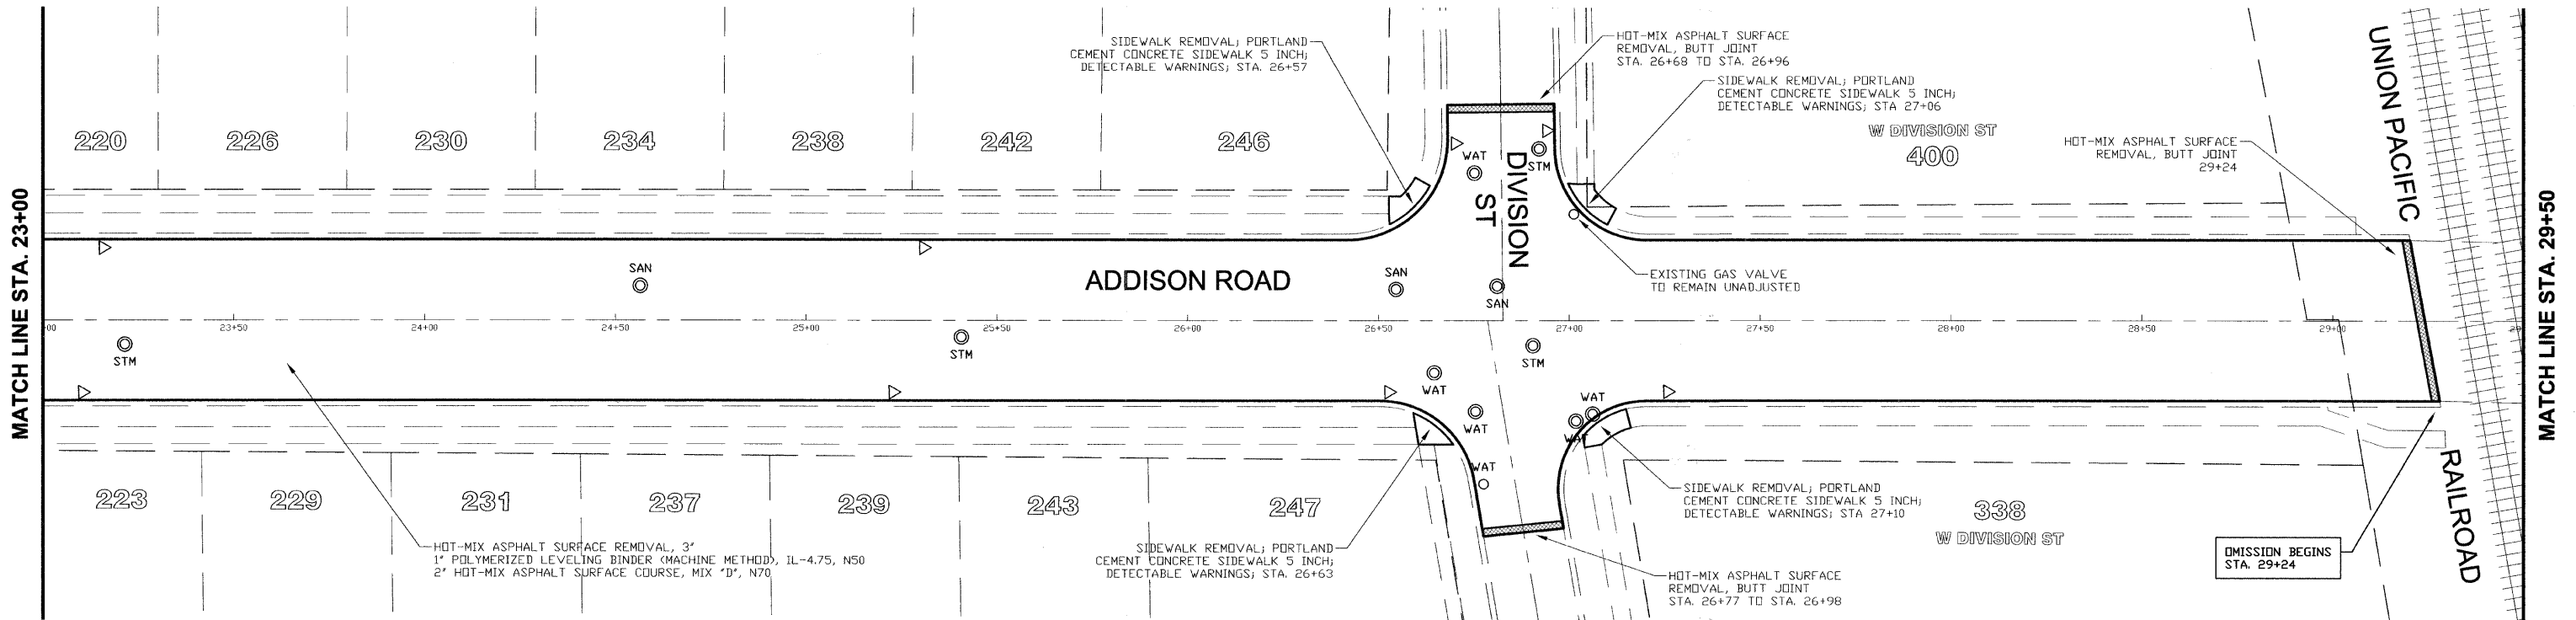 MATCH LINE STA. 23+00
SIDEWALK REMOVAL; PORTLAND
CEMENT CONCRETE SIDEWALK 5 INCH;
DETECTABLE WARNINGS; STA. 26+57
HOT-MIX ASPHALT SURFACE
REMOVAL, BUTT JOINT
STA. 26+68 TO STA. 26+96
SIDEWALK REMOVAL; PORTLAND
CEMENT CONCRETE SIDEWALK 5 INCH;
DETECTABLE WARNINGS; STA 27+06
UNION PACIFIC
220
226
230
234
238
242
246
W DIVISION ST
400
HOT-MIX ASPHALT SURFACE
REMOVAL, BUTT JOINT
29+24
WAT
STM
DIVISION
ST
SAN
ADDISON ROAD
SAN
SAN
EXISTING GAS VALVE
TO REMAIN UNADJUSTED
00
23+50
24+00
24+50
25+00
25+50
26+00
26+50
27+00
27+50
28+00
28+50
29+00
29
STM
STM
STM
WAT
WAT
WAT
WAT
WAT
223
229
231
237
239
243
247
338
W DIVISION ST
HOT-MIX ASPHALT SURFACE REMOVAL, 3"
1" POLYMERIZED LEVELING BINDER (MACHINE METHOD), IL-4.75, N50
2" HOT-MIX ASPHALT SURFACE COURSE, MIX "D", N70
SIDEWALK REMOVAL; PORTLAND
CEMENT CONCRETE SIDEWALK 5 INCH;
DETECTABLE WARNINGS; STA. 26+63
SIDEWALK REMOVAL; PORTLAND
CEMENT CONCRETE SIDEWALK 5 INCH;
DETECTABLE WARNINGS; STA 27+10
HOT-MIX ASPHALT SURFACE
REMOVAL, BUTT JOINT
STA. 26+77 TO STA. 26+98
OMISSION BEGINS
STA. 29+24
RAILROAD
MATCH LINE STA. 29+50